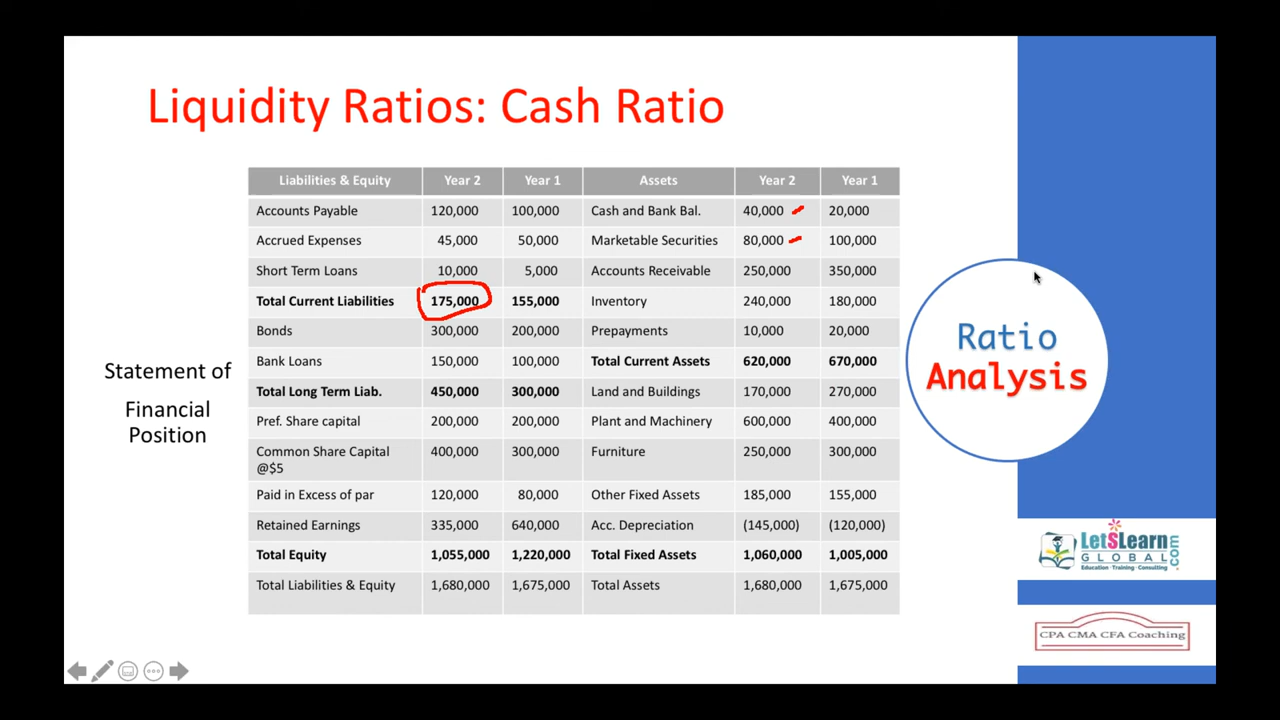 Liquidity Ratios: Cash Ratio
Liabilities & Equity Year 2 Year 1 Assets Year 2 Year 1
Accounts Payable 120,000 100,000 Cash and Bank Bal. 40,000 20,000
Accrued Expenses 45,000 50,000 Marketable Securities 80,000 100,000
Short Term Loans 10,000 5,000 Accounts Receivable 250,000 350,000
Total Current Liabilities 175,000 155,000 Inventory 240,000 180,000
Bonds 300,000 200,000 Prepayments 10,000 20,000
Bank Loans 150,000 100,000 Total Current Assets 620,000 670,000
Total Long Term Liab. 450,000 300,000 Land and Buildings 170,000 270,000
Pref. Share capital 200,000 200,000 Plant and Machinery 600,000 400,000
Common Share Capital 400,000 300,000 Furniture 250,000 300,000
@$5
Paid in Excess of par 120,000 80,000 Other Fixed Assets 185,000 155,000
Retained Earnings 335,000 640,000 Acc. Depreciation (145,000) (120,000)
Total Equity 1,055,000 1,220,000 Total Fixed Assets 1,060,000 1,005,000
Total Liabilities & Equity 1,680,000 1,675,000 Total Assets 1,680,000 1,675,000
Statement of
Financial
Position
Ratio
Analysis
LetSLearn
GLOBAL.com
Education • Training • Consulting
CPA CMA CFA Coaching